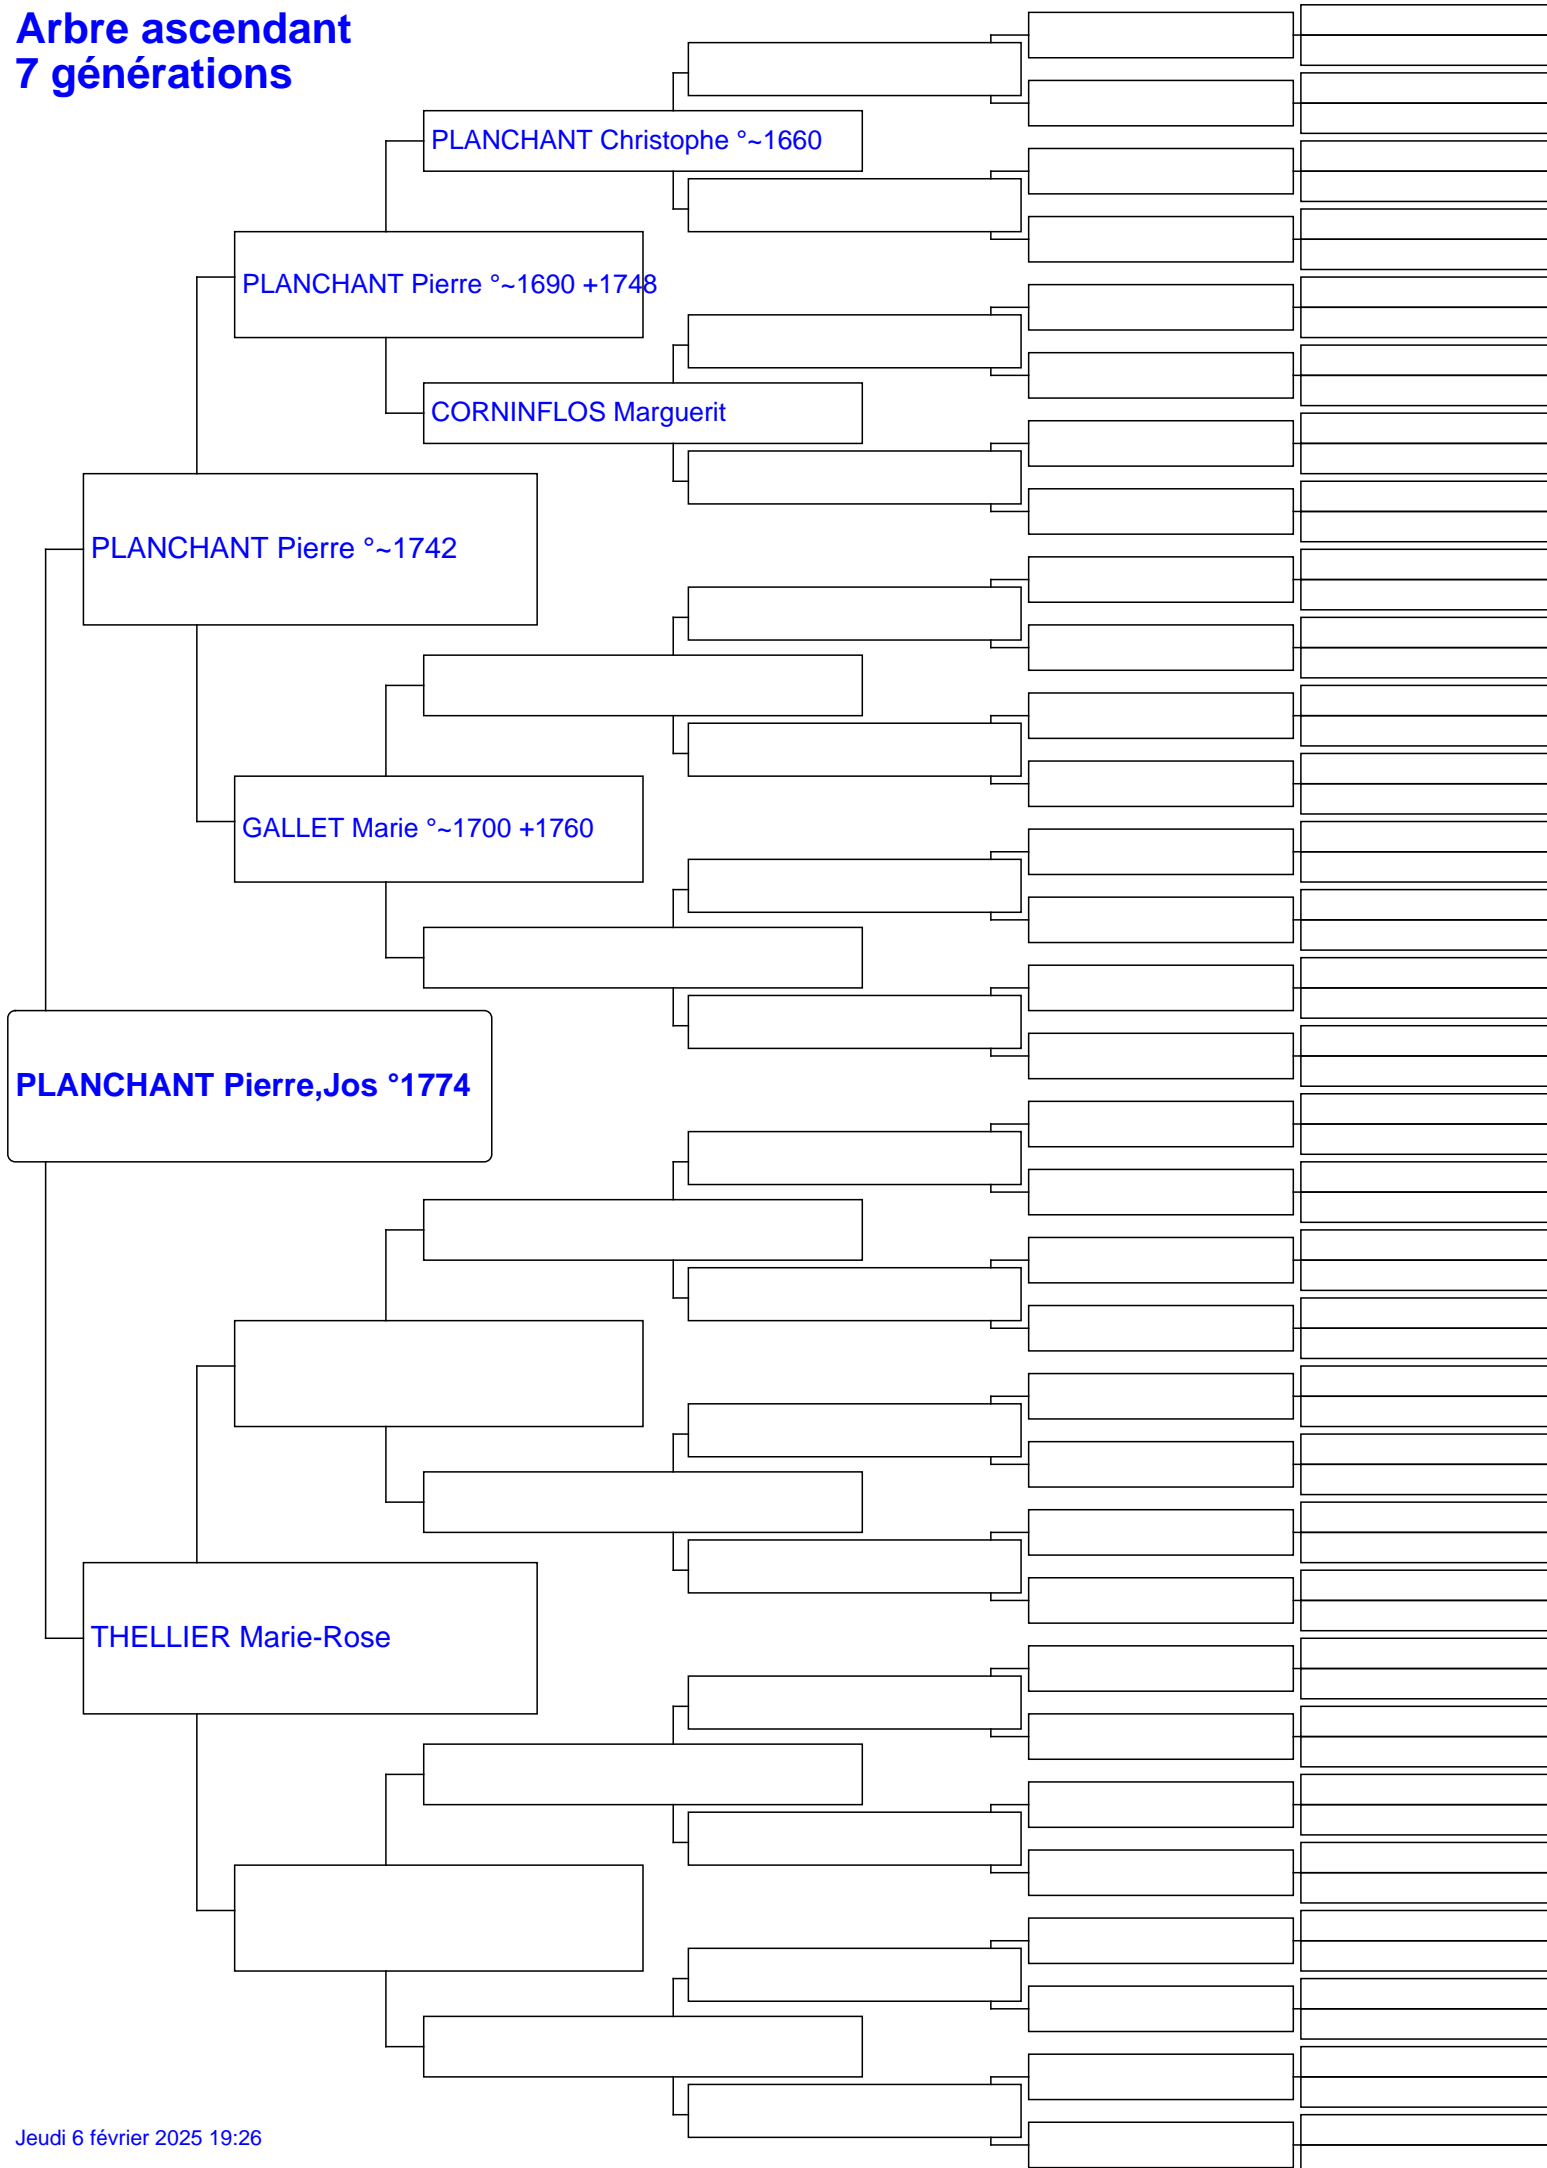 Arbre ascendant
7 générations
PLANCHANT Christophe °~1660
PLANCHANT Pierre °~1690 +1748
CORNINFLOS Marguerit
PLANCHANT Pierre °~1742
GALLET Marie °~1700 +1760
PLANCHANT Pierre,Jos °1774
THELLIER Marie-Rose
Jeudi 6 février 2025 19:26